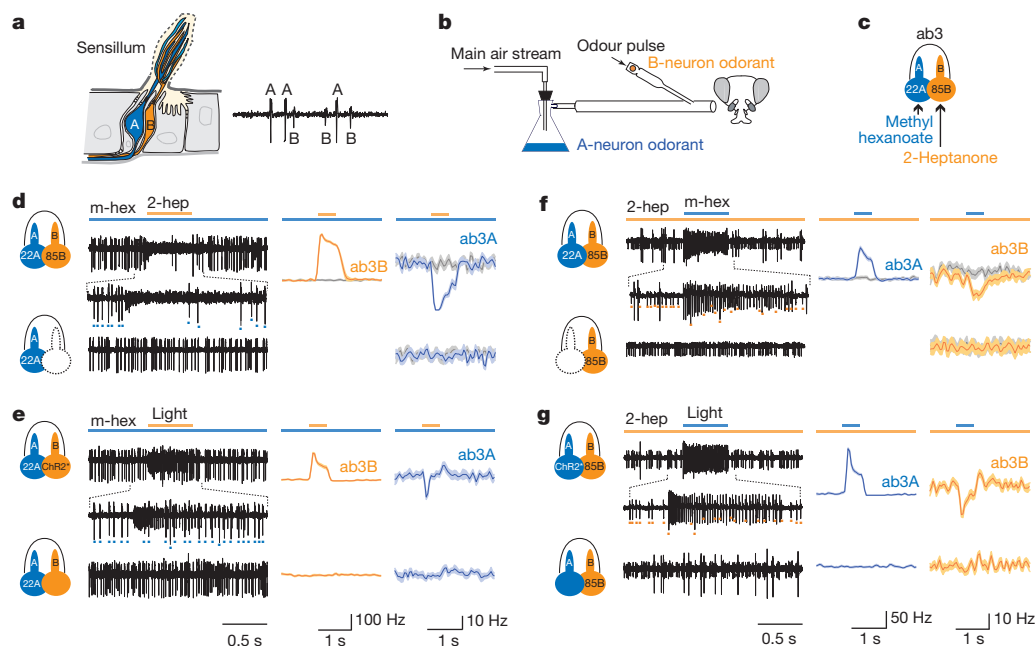 a
Sensillum
A
B
A A A
B B B
b
Main air stream
Odour pulse
B-neuron odorant
A-neuron odorant
c
ab3
A B
22A 85B
Methyl
hexanoate
2-Heptanone
d
m-hex 2-hep
A B
22A 85B
ab3B
ab3A
A
22A
e
m-hex Light
A B
22A ChR2*
ab3B
ab3A
A B
22A
0.5 s
100 Hz
1 s
10 Hz
1 s
f
2-hep m-hex
A B
22A 85B
ab3A
ab3B
B
85B
g
2-hep Light
A B
ChR2* 85B
ab3A
ab3B
A B
85B
0.5 s
50 Hz
1 s
10 Hz
1 s